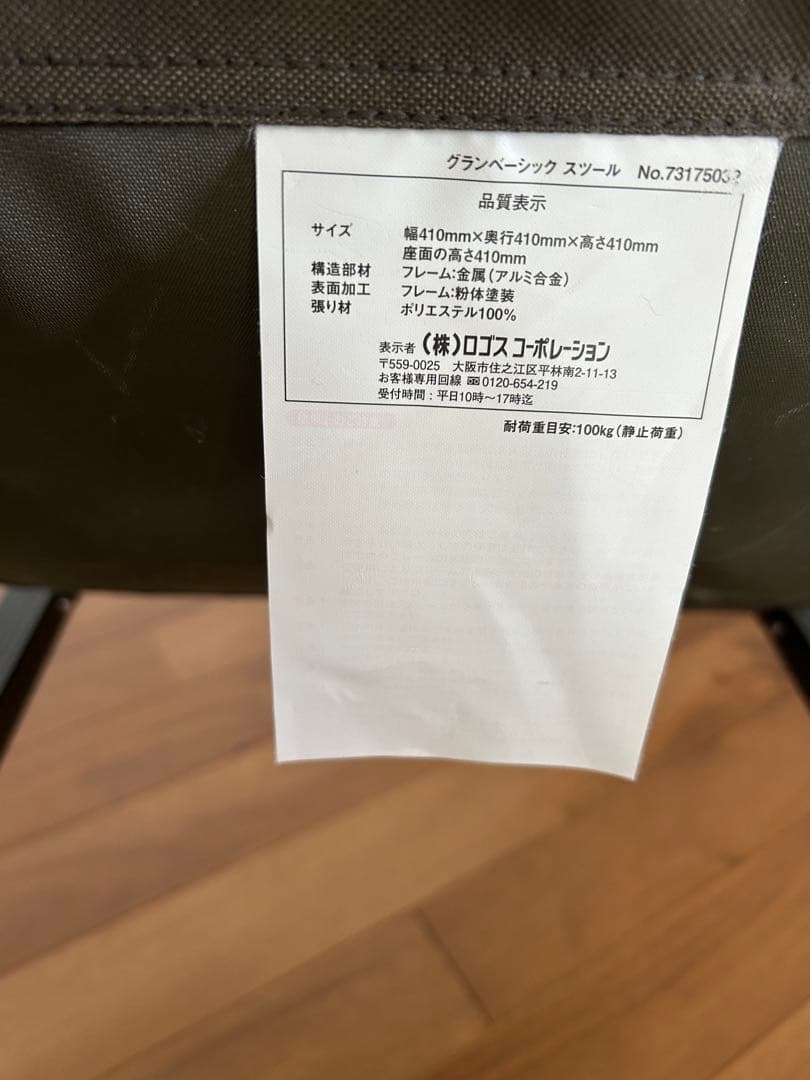 グランベーシック スツール No.73175032
品質表示
サイズ 幅410mm×奥行410mm×高さ410mm
座面の高さ410mm
構造部材 フレーム:金属(アルミ合金)
表面加工 フレーム:粉体塗装
張り材 ポリエステル100%
表示者 (株)ロゴス コーポレーション
〒559-0025 大阪市住之江区平林南2-11-13
お客様専用回線 0120-654-219
受付時間:平日10時〜17時迄
耐荷重目安:100kg(静止荷重)